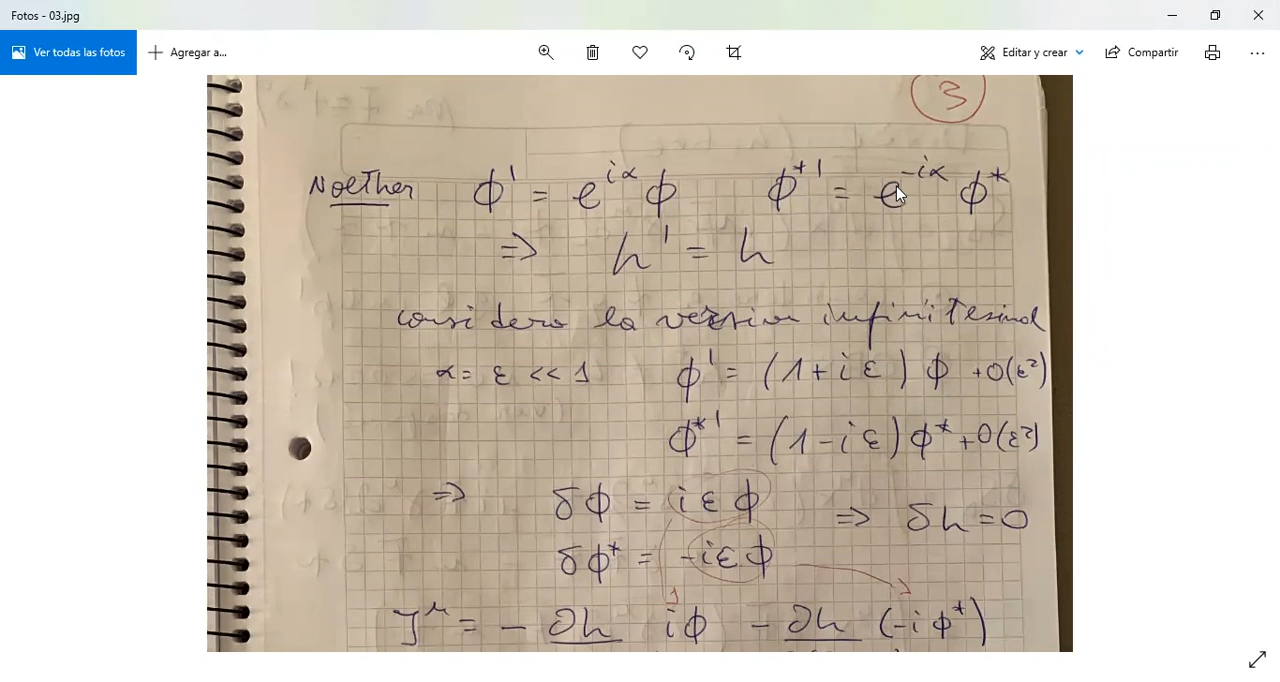 Fotos - 03.jpg
Ver todas las fotos
Agregar a...
Editar y crear
Compartir
3
Noether ϕ' = e^{iα} ϕ ϕ*' = e^{-iα} ϕ*
=> h' = h
considero la version infinitesimal
α = ε << 1 ϕ' = (1 + iε) ϕ + O(ε²)
ϕ*' = (1 - iε) ϕ* + O(ε²)
=> δϕ = iεϕ => δh = 0
δϕ* = -iεϕ
J^μ = - ∂h iϕ - ∂h (-iϕ*)